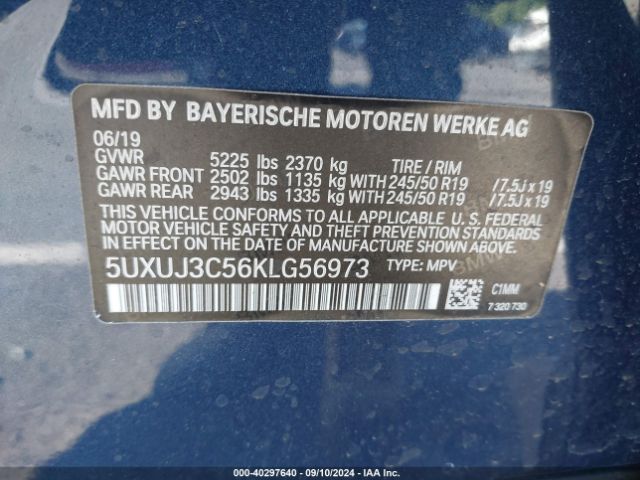 MFD BY BAYERISCHE MOTOREN WERKE AG
06/19
GVWR 5225 lbs 2370 kg TIRE / RIM
GAWR FRONT 2502 lbs 1135 kg WITH 245/50 R19 /7.5J x 19
GAWR REAR 2943 lbs 1335 kg WITH 245/50 R19 /7.5J x 19
THIS VEHICLE CONFORMS TO ALL APPLICABLE U. S. FEDERAL
MOTOR VEHICLE SAFETY AND THEFT PREVENTION
STANDARDS IN EFFECT ON THE DATE OF MANUFACTURE SHOWN ABOVE.
5UXUJ3C56KLG56973 TYPE: MPV
C1MM
7 320 730
000-40297640 - 09/10/2024 - IAA Inc.